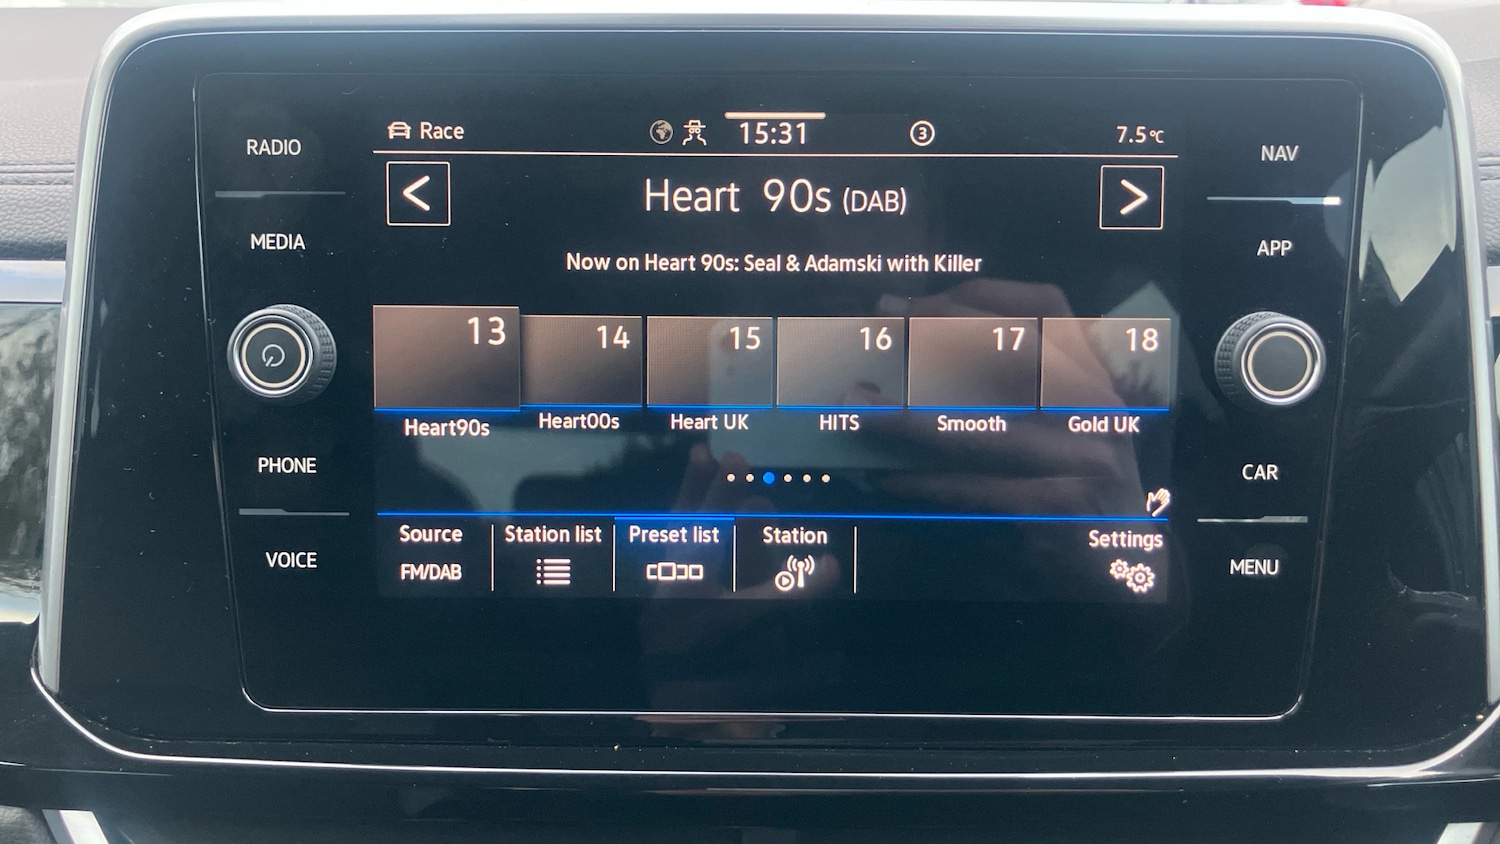 RADIO
MEDIA
PHONE
VOICE
Race
15:31
3
7.5°C
Heart 90s (DAB)
Now on Heart 90s: Seal & Adamski with Killer
13
14
15
16
17
18
Heart90s
Heart00s
Heart UK
HITS
Smooth
Gold UK
Source
FM/DAB
Station list
Preset list
Station
Settings
NAV
APP
CAR
MENU